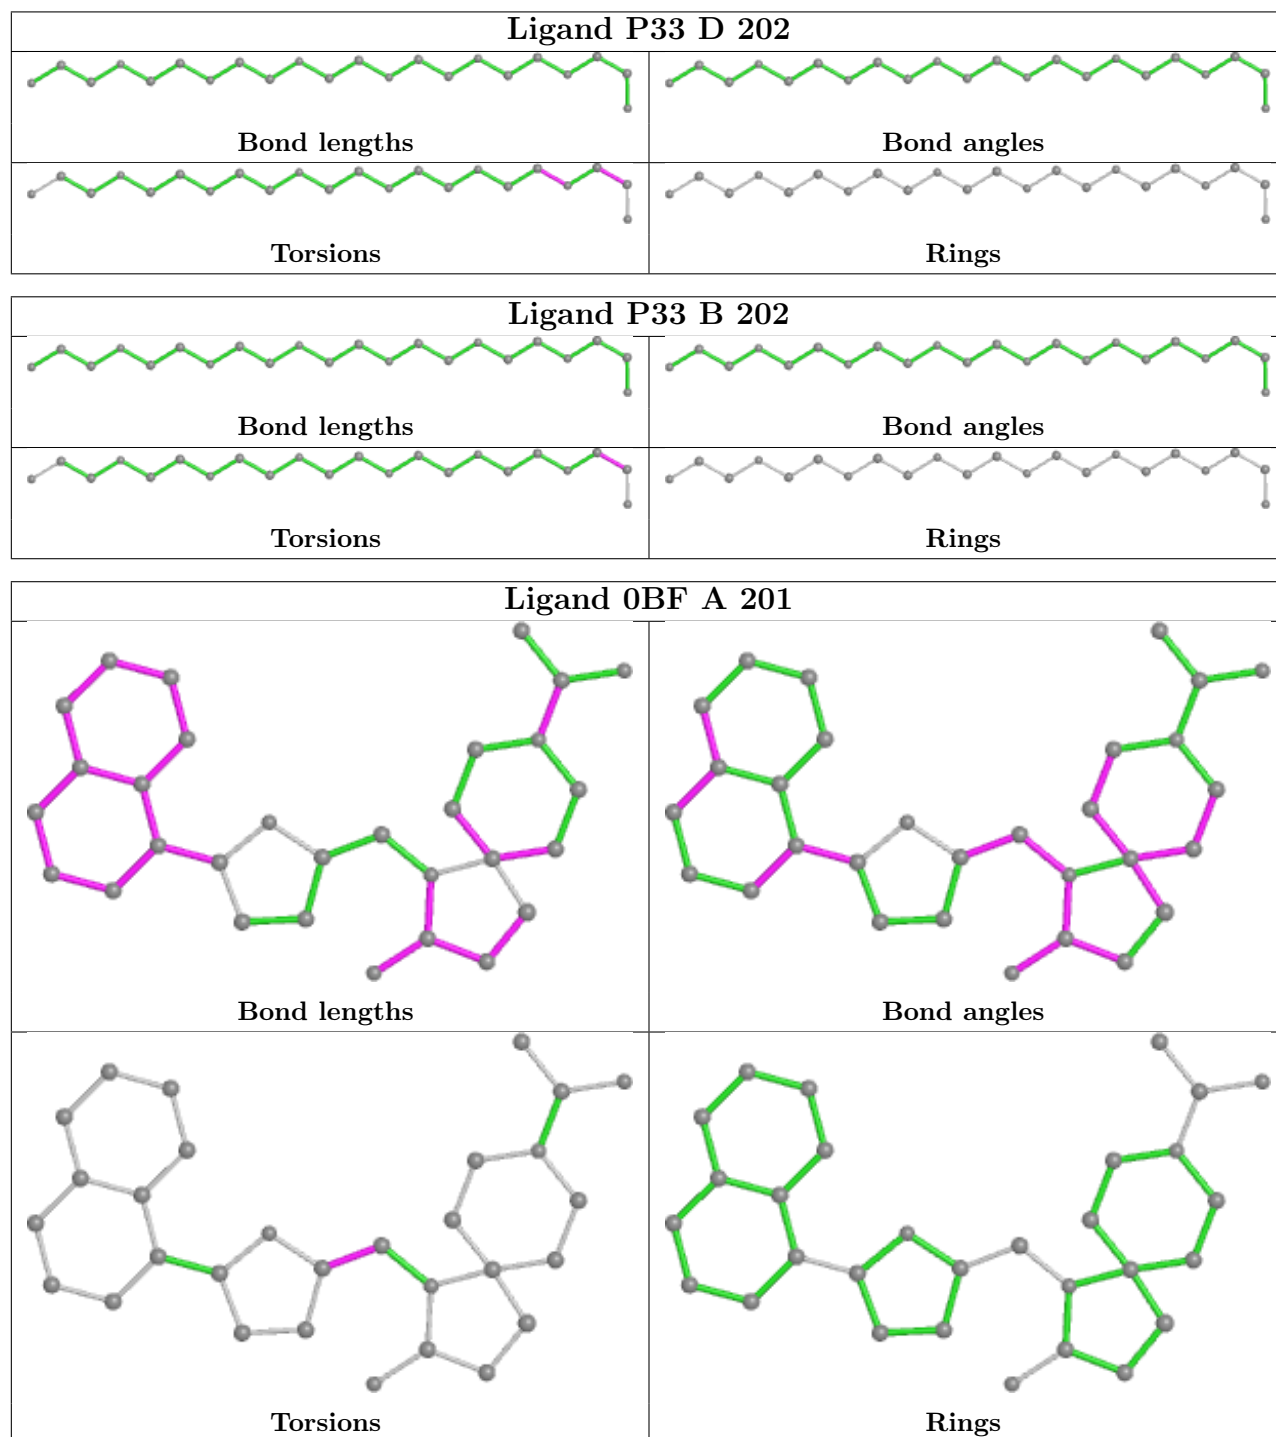 Ligand P33 D 202
Bond lengths
Bond angles
Torsions
Rings
Ligand P33 B 202
Bond lengths
Bond angles
Torsions
Rings
Ligand 0BF A 201
Bond lengths
Bond angles
Torsions
Rings